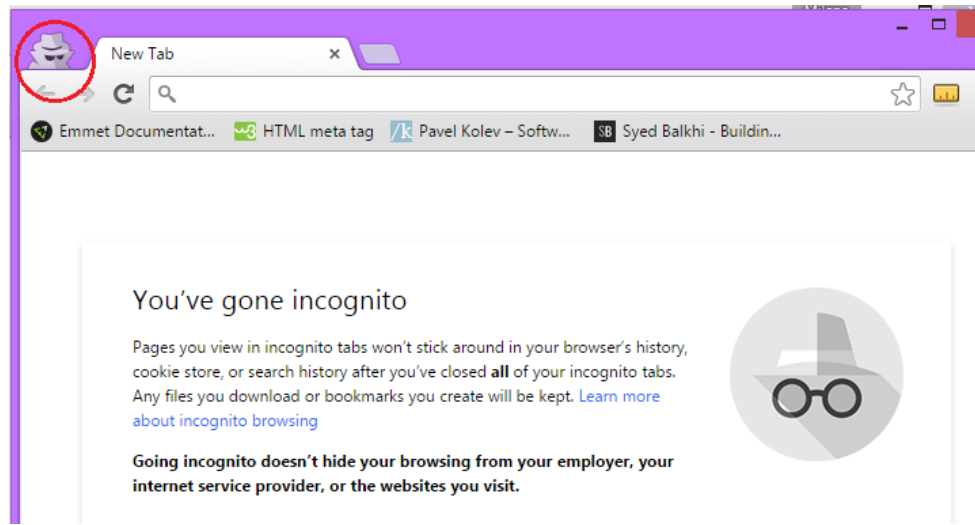 New Tab
Emmet Documentat... HTML meta tag Pavel Kolev – Softw... SB Syed Balkhi - Buildin...
You've gone incognito
Pages you view in incognito tabs won't stick around in your browser's history,
cookie store, or search history after you've closed all of your incognito tabs.
Any files you download or bookmarks you create will be kept. Learn more
about incognito browsing
Going incognito doesn't hide your browsing from your employer, your
internet service provider, or the websites you visit.